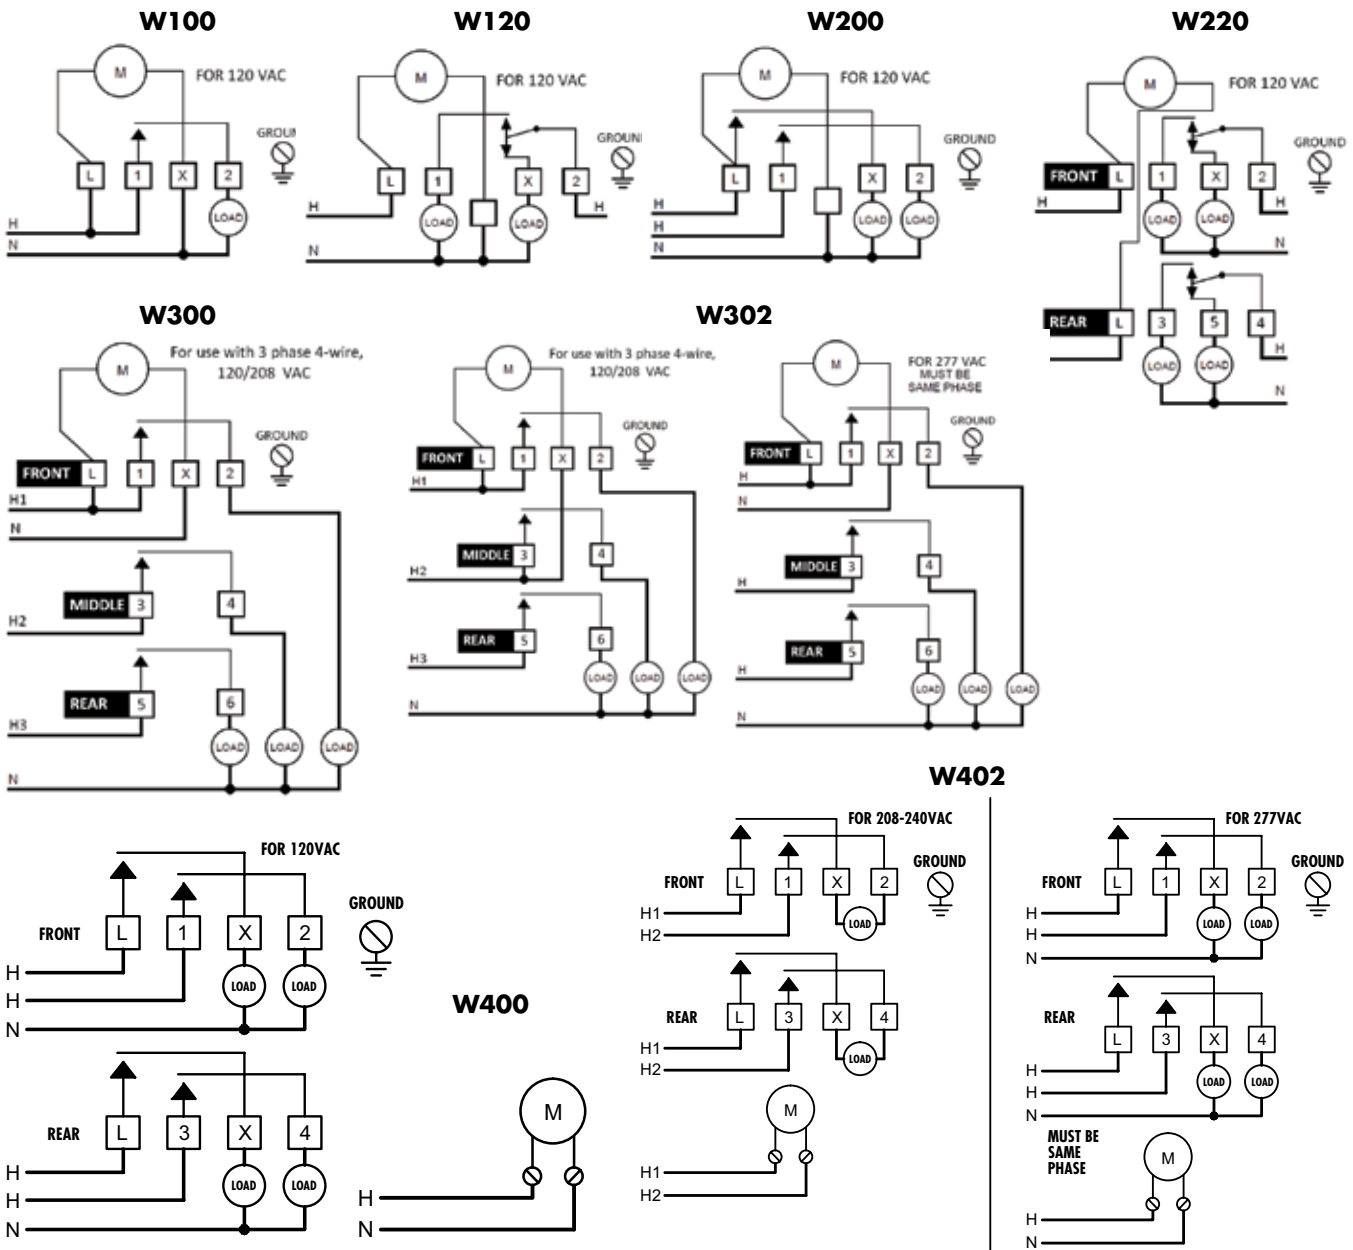 W100
M
FOR 120 VAC
GROUN
L 1 X 2
LOAD
H
N
W120
M
FOR 120 VAC
GROUN
L 1 X 2
H LOAD LOAD H
N
W200
M
FOR 120 VAC
GROUND
L 1 X 2
H LOAD LOAD
H
N
W220
M
FOR 120 VAC
GROUND
1 X 2
FRONT L
H LOAD LOAD H
N
REAR L 3 5 4
LOAD LOAD H
N
W300
M
For use with 3 phase 4-wire,
120/208 VAC
GROUND
FRONT L 1 X 2
H1
N
MIDDLE 3 4
H2
REAR 5 6
H3
LOAD LOAD LOAD
N
W302
M
For use with 3 phase 4-wire,
120/208 VAC
GROUND
FRONT L 1 X 2
H1
MIDDLE 3 4
H2
REAR 5 6
H3
LOAD LOAD LOAD
N
M
FOR 277 VAC
MUST BE
SAME PHASE
GROUND
FRONT L 1 X 2
H
N
MIDDLE 3 4
H
REAR 5 6
H
LOAD LOAD LOAD
N
FOR 120VAC
GROUND
FRONT L 1 X 2
H
LOAD LOAD
H
N
W400
REAR L 3 X 4
H
LOAD LOAD
H
N
M
H
N
W402
FOR 208-240VAC
GROUND
FRONT L 1 X 2
H1
LOAD
H2
REAR L 3 X 4
H1
LOAD
H2
M
H1
H2
FOR 277VAC
GROUND
FRONT L 1 X 2
H
LOAD LOAD
H
N
REAR
L 3 X 4
H
LOAD LOAD
H
N
MUST BE
SAME
PHASE
M
H
N